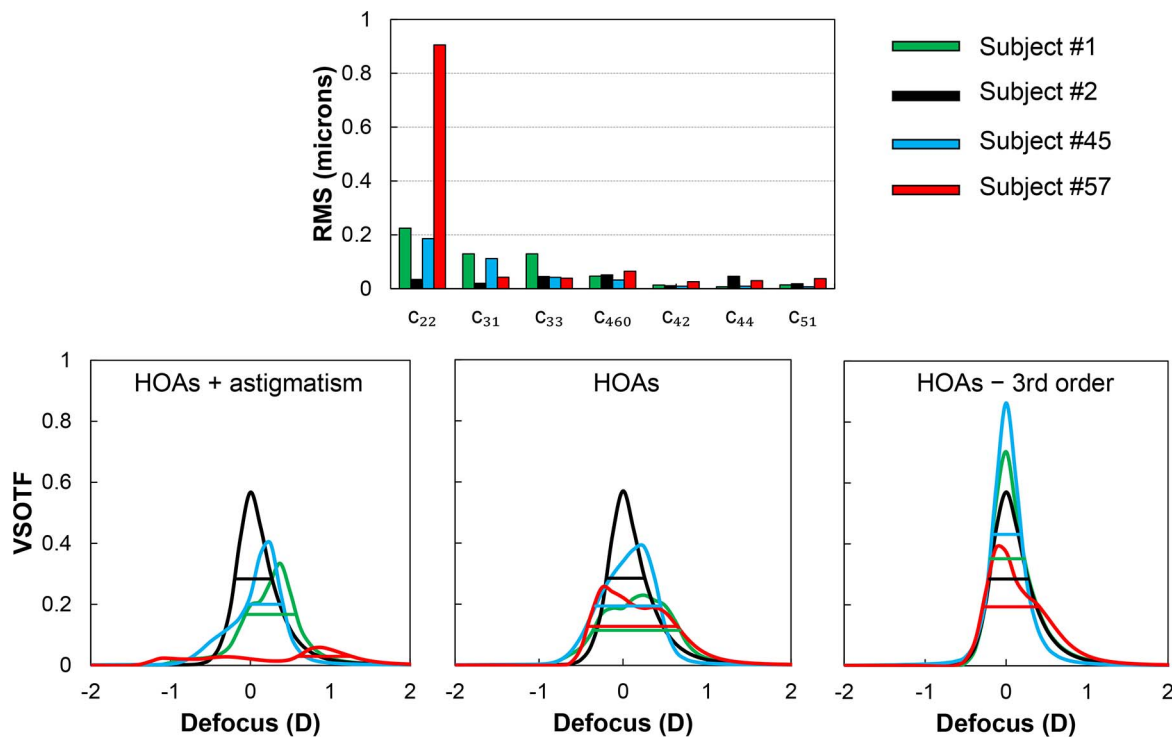 1
0.8
0.6
0.4
0.2
0
RMS (microns)
c₂₂ c₃₁ c₃₃ c₄₆₀ c₄₂ c₄₄ c₅₁
Subject #1
Subject #2
Subject #45
Subject #57
HOAs + astigmatism
HOAs
HOAs − 3rd order
1
0.8
0.6
0.4
0.2
0
VSOTF
-2 -1 0 1 2
-2 -1 0 1 2
-2 -1 0 1 2
Defocus (D)
Defocus (D)
Defocus (D)